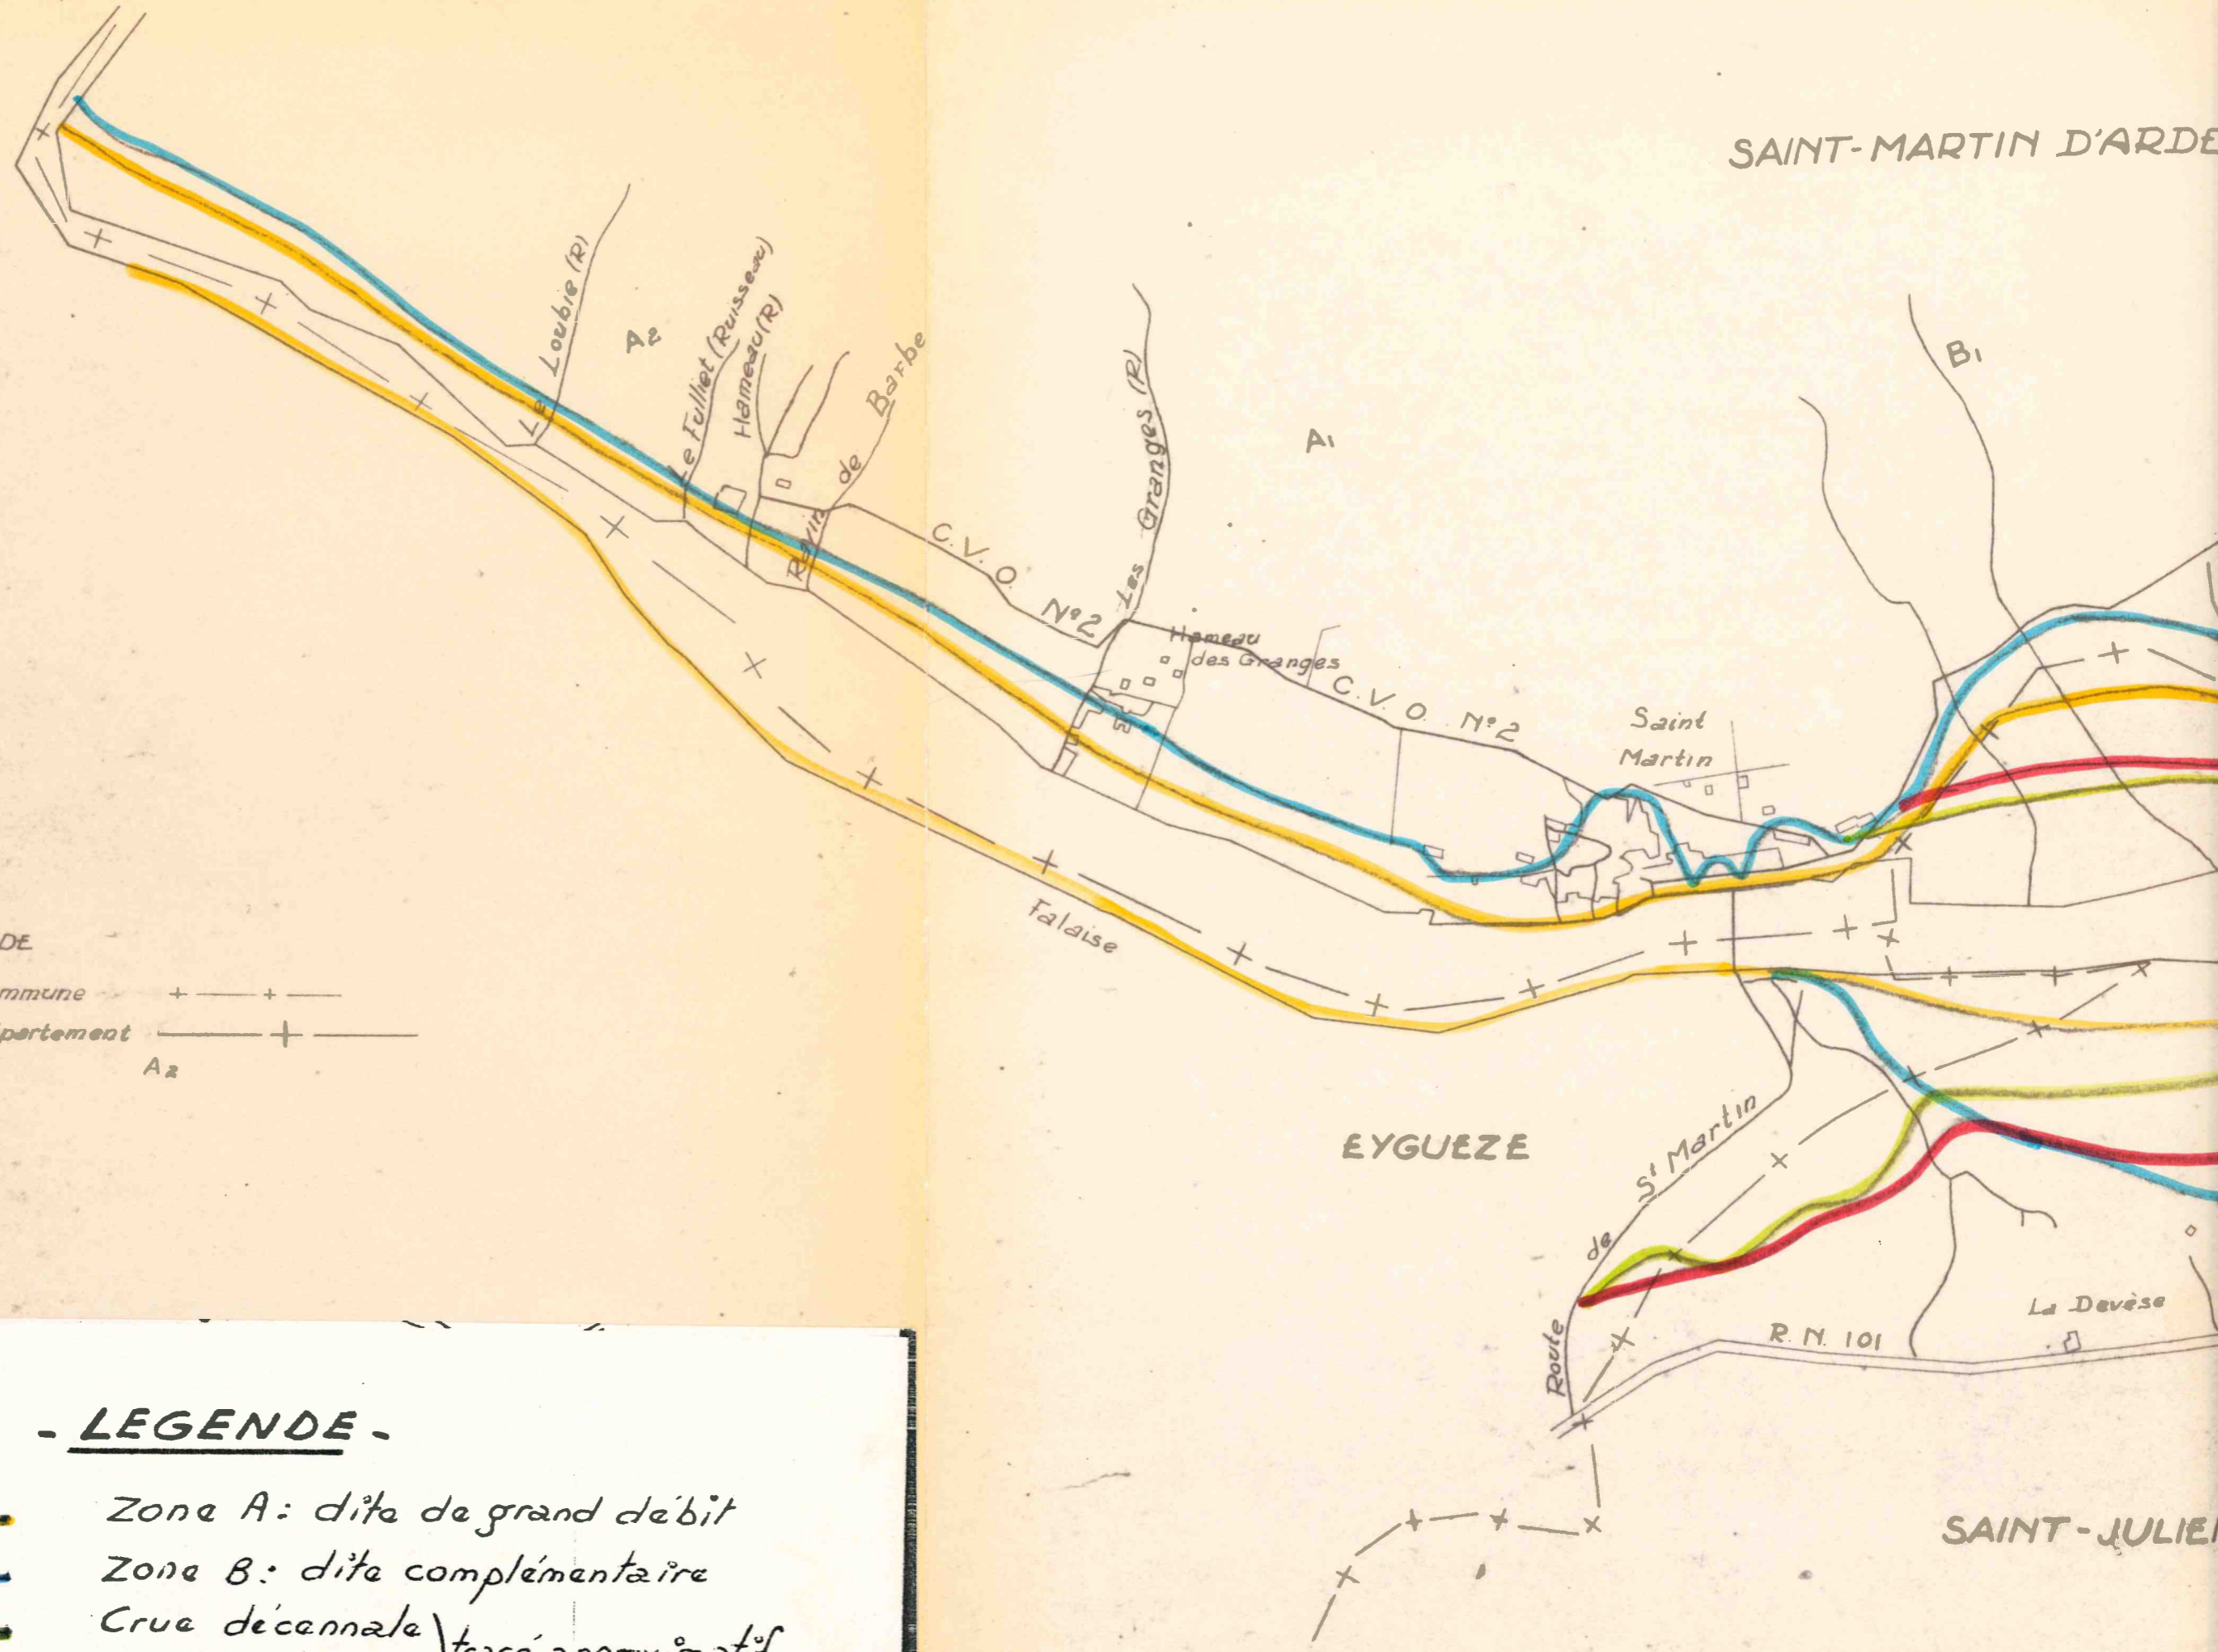 SAINT-MARTIN D'ARDE
Le Loubie (R)
A2
Le Fulliet (Ruisseau)
Hameau (R)
Ravin de Barbe
Les Granges (R)
A1
B1
C.V.O. N°2
Hameau
des Granges
C.V.O. N°2
Saint
Martin
Falaise
DE
mmune
partement
A2
EYGUEZE
Route de St Martin
La Devèse
R.N. 101
SAINT-JULIE
- LEGENDE -
Zone A: dite de grand débit
Zone B: dite complémentaire
Crue décennale